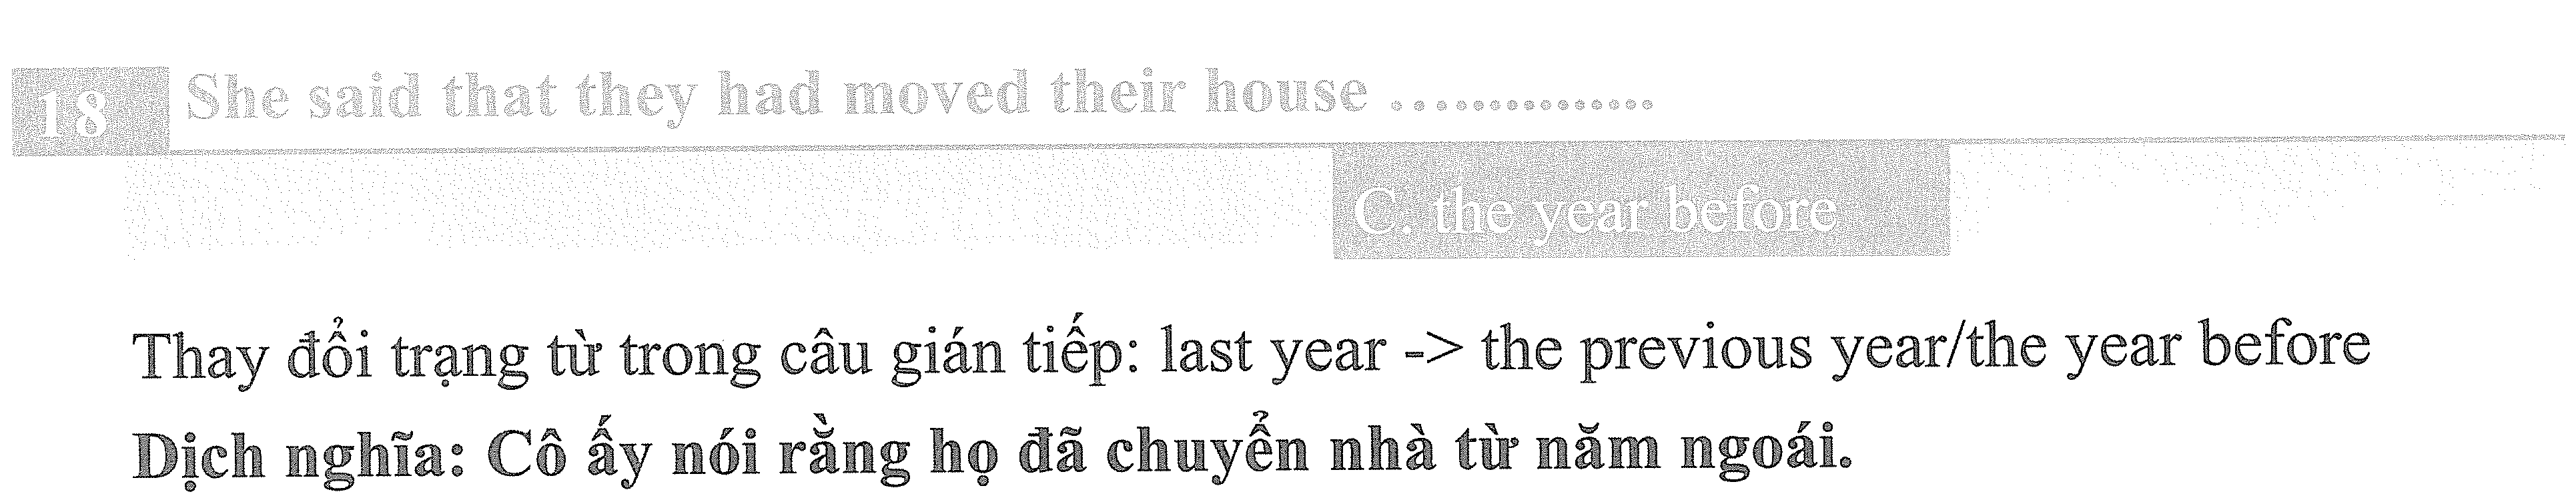 18 She said that they had moved their house ...............
C. the year before
Thay đổi trạng từ trong câu gián tiếp: last year -> the previous year/the year before
Dịch nghĩa: Cô ấy nói rằng họ đã chuyển nhà từ năm ngoái.